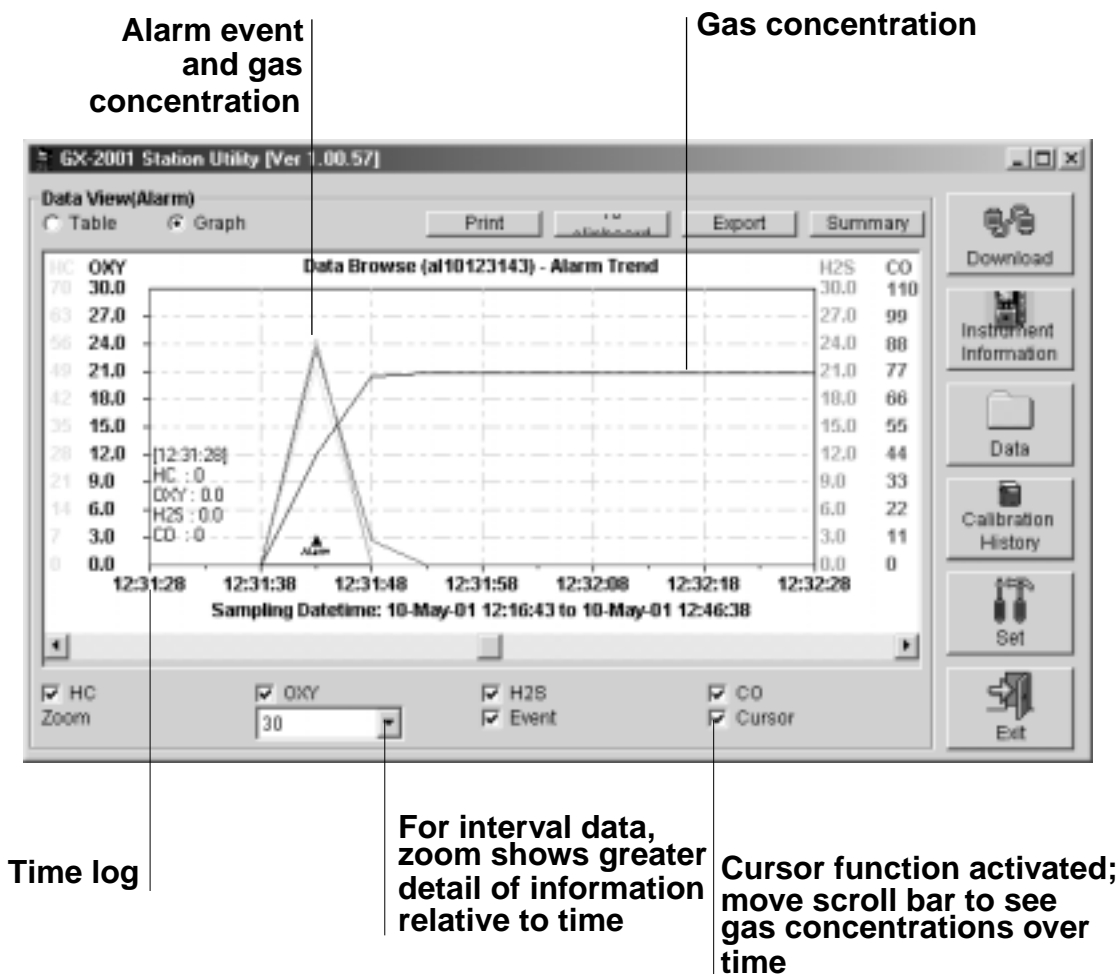 Alarm event
and gas
concentration
Gas concentration
GX-2001 Station Utility [Ver 1.00.57]
Data View(Alarm)
Table
Graph
Print
Export
Summary
Download
Instrument
Information
Data
Calibration
History
Set
Exit
Data Browse (al10123143) - Alarm Trend
HC OXY H2S CO
70 30.0 30.0 110
63 27.0 27.0 99
56 24.0 24.0 88
49 21.0 21.0 77
42 18.0 18.0 66
35 15.0 15.0 55
28 12.0 12.0 44
21 9.0 9.0 33
14 6.0 6.0 22
7 3.0 3.0 11
0 0.0 0.0 0
[12:31:28]
HC : 0
OXY : 0.0
H2S : 0.0
CO : 0
Alarm
12:31:28 12:31:38 12:31:48 12:31:58 12:32:08 12:32:18 12:32:28
Sampling Datetime: 10-May-01 12:16:43 to 10-May-01 12:46:38
HC
OXY
H2S
CO
Zoom
30
Event
Cursor
Time log
For interval data,
zoom shows greater
detail of information
relative to time
Cursor function activated;
move scroll bar to see
gas concentrations over
time